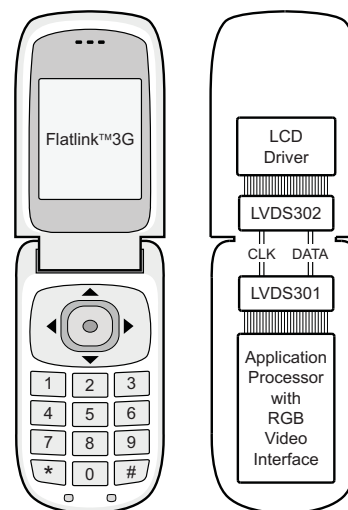 Flatlink™3G
1 2 3
4 5 6
7 8 9
* 0 #
LCD
Driver
LVDS302
CLK DATA
LVDS301
Application
Processor
with
RGB
Video
Interface